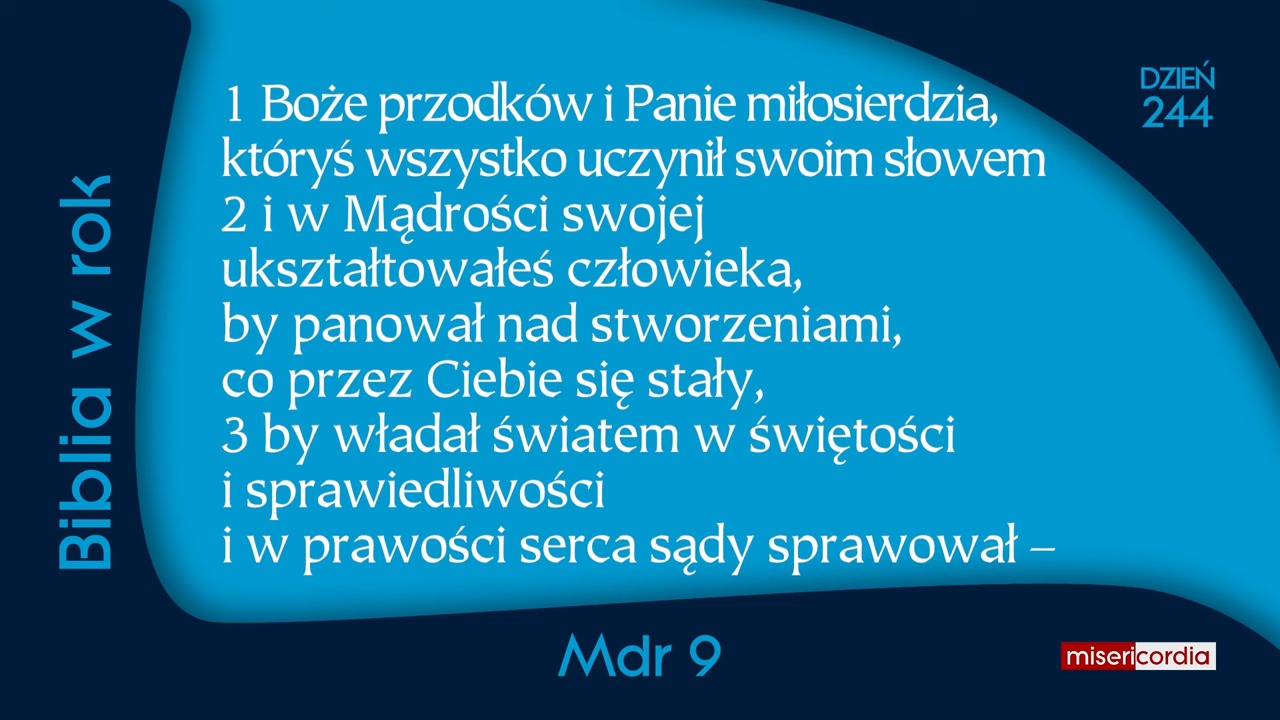 DZIEŃ
244
1 Boże przodków i Panie miłosierdzia,
któryś wszystko uczynił swoim słowem
2 i w Mądrości swojej
ukształtowałeś człowieka,
by panował nad stworzeniami,
co przez Ciebie się stały,
3 by władał światem w świętości
i sprawiedliwości
i w prawości serca sądy sprawował –
Biblia w rok
Mdr 9
misericordia